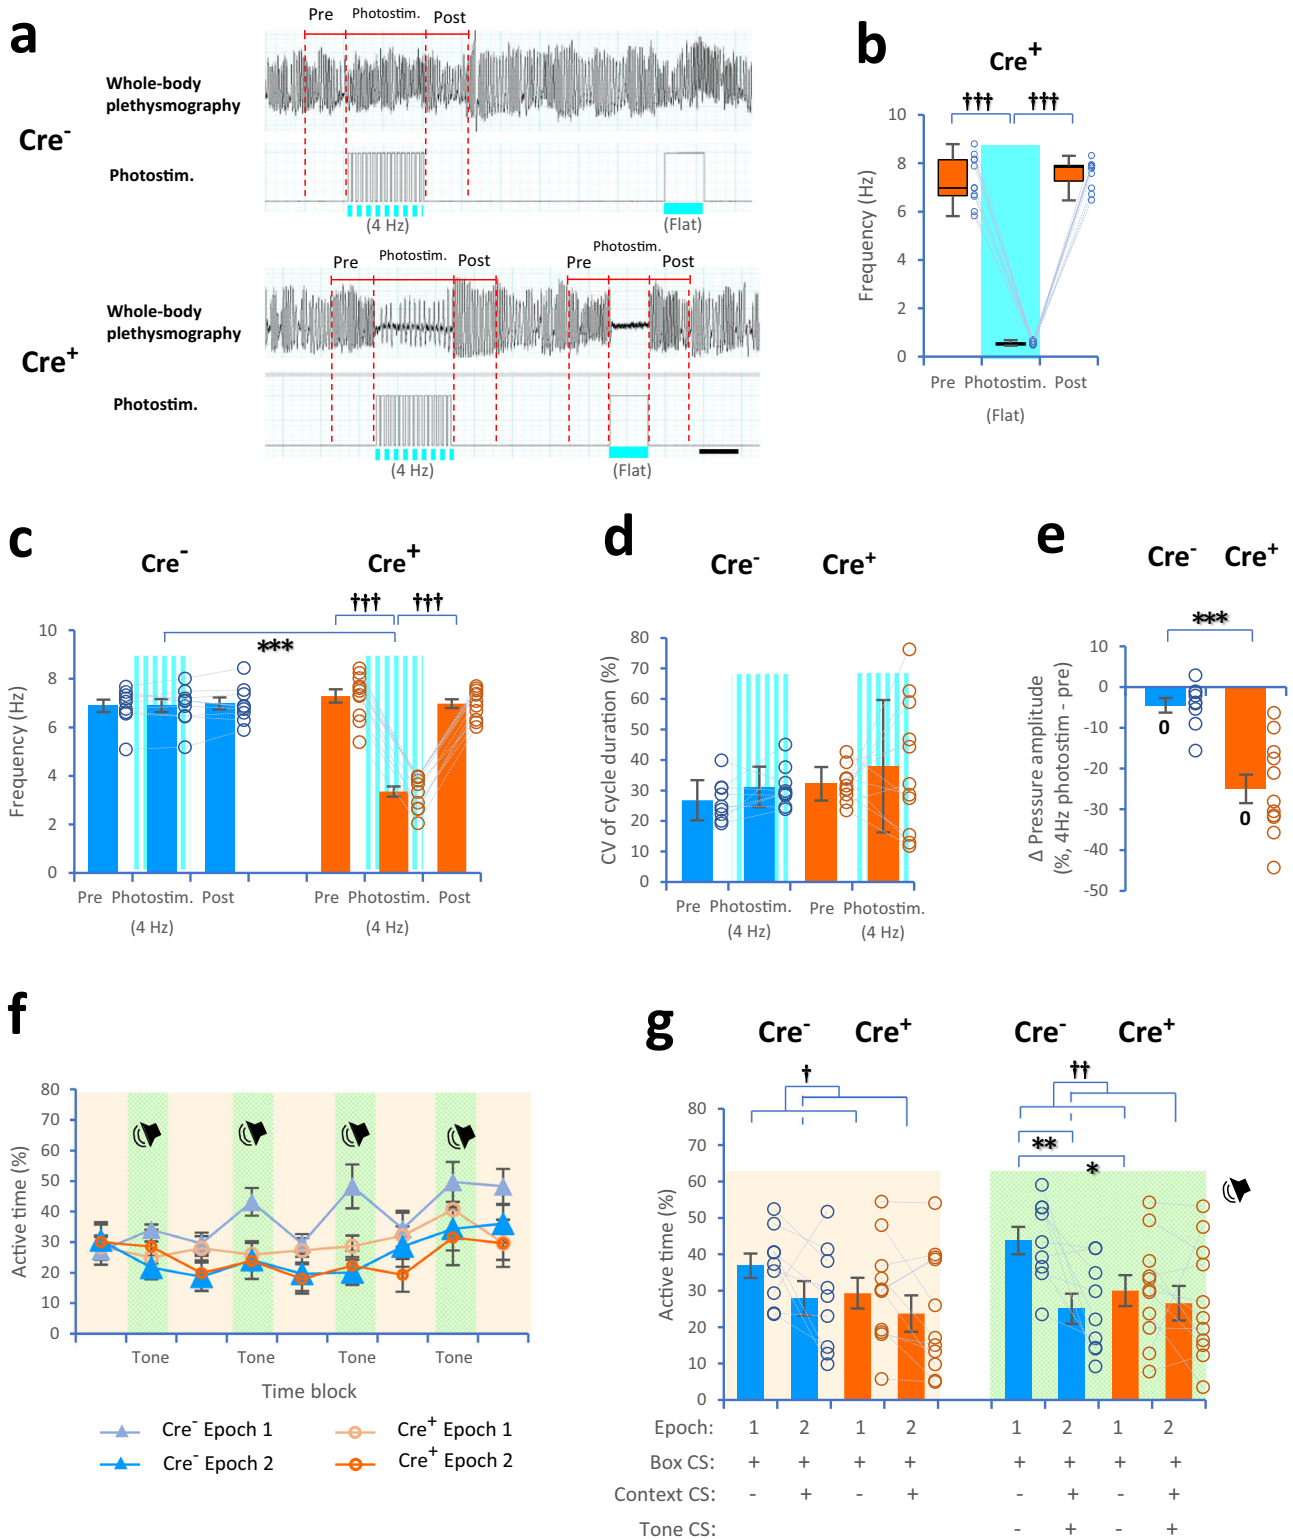 a
Pre Photostim. Post
Whole-body
plethysmography
Cre-
Photostim.
(4 Hz) (Flat)
Pre Photostim. Post Pre Photostim. Post
Whole-body
plethysmography
Cre+
Photostim.
(4 Hz) (Flat)
b
Cre+
††† †††
Frequency (Hz)
10
8
6
4
2
0
Pre Photostim. Post
(Flat)
c
Cre- Cre+
††† †††
***
Frequency (Hz)
10
8
6
4
2
0
Pre Photostim. Post Pre Photostim. Post
(4 Hz) (4 Hz)
d
Cre- Cre+
CV of cycle duration (%)
80
70
60
50
40
30
20
10
0
Pre Photostim. Pre Photostim.
(4 Hz) (4 Hz)
e
Cre- Cre+
***
Δ Pressure amplitude
(%, 4Hz photostim - pre)
10
0
-10
-20
-30
-40
-50
0
0
f
Active time (%)
80
70
60
50
40
30
20
10
0
Tone Tone Tone Tone
Time block
Cre- Epoch 1 Cre+ Epoch 1
Cre- Epoch 2 Cre+ Epoch 2
g
Cre- Cre+ Cre- Cre+
† ††
**
*
Active time (%)
80
70
60
50
40
30
20
10
0
Epoch: 1 2 1 2 1 2 1 2
Box CS: + + + + + + + +
Context CS: - + - + - + - +
Tone CS: - + - +